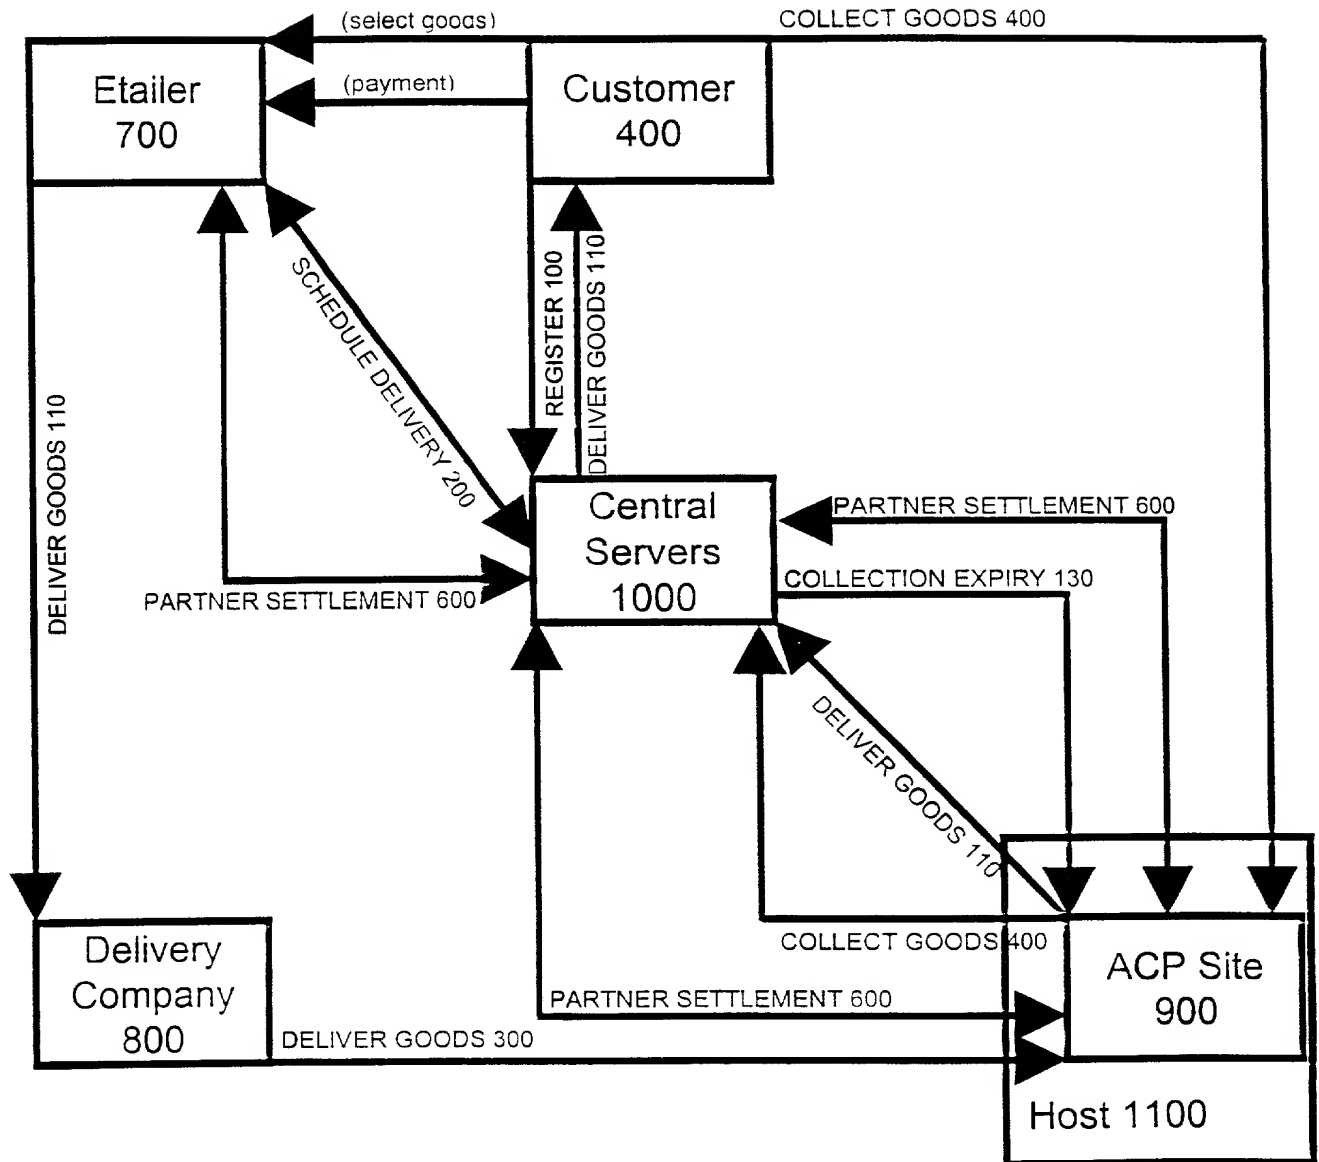 (select goods)
COLLECT GOODS 400
Etailer
700
(payment)
Customer
400
SCHEDULE DELIVERY 200
REGISTER 100
DELIVER GOODS 110
DELIVER GOODS 110
Central
Servers
1000
PARTNER SETTLEMENT 600
COLLECTION EXPIRY 130
PARTNER SETTLEMENT 600
DELIVER GOODS 110
COLLECT GOODS 400
Delivery
Company
800
ACP Site
900
PARTNER SETTLEMENT 600
DELIVER GOODS 300
Host 1100